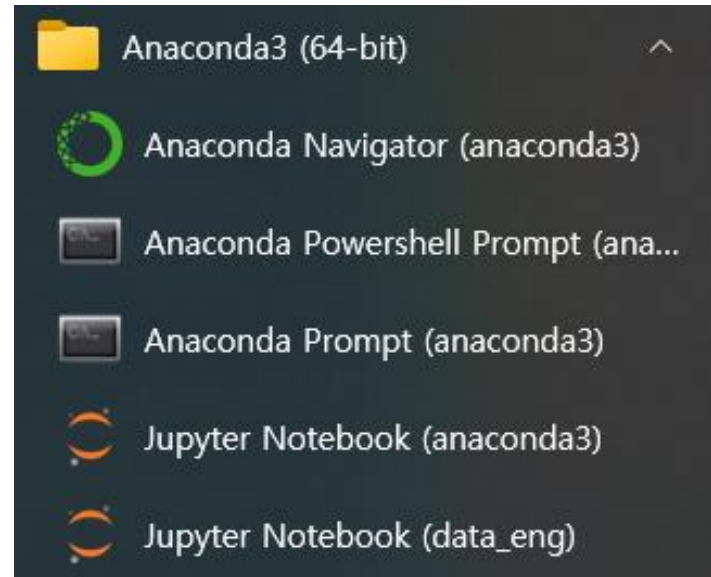 Anaconda3 (64-bit)
Anaconda Navigator (anaconda3)
Anaconda Powershell Prompt (ana...
Anaconda Prompt (anaconda3)
Jupyter Notebook (anaconda3)
Jupyter Notebook (data_eng)